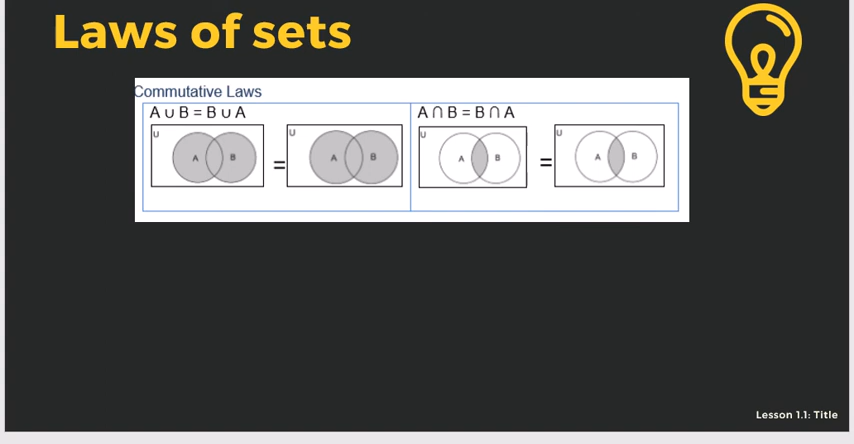 Laws of sets
Commutative Laws
A ∪ B = B ∪ A
A ∩ B = B ∩ A
U A B = U A B
U A B = U A B
Lesson 1.1: Title